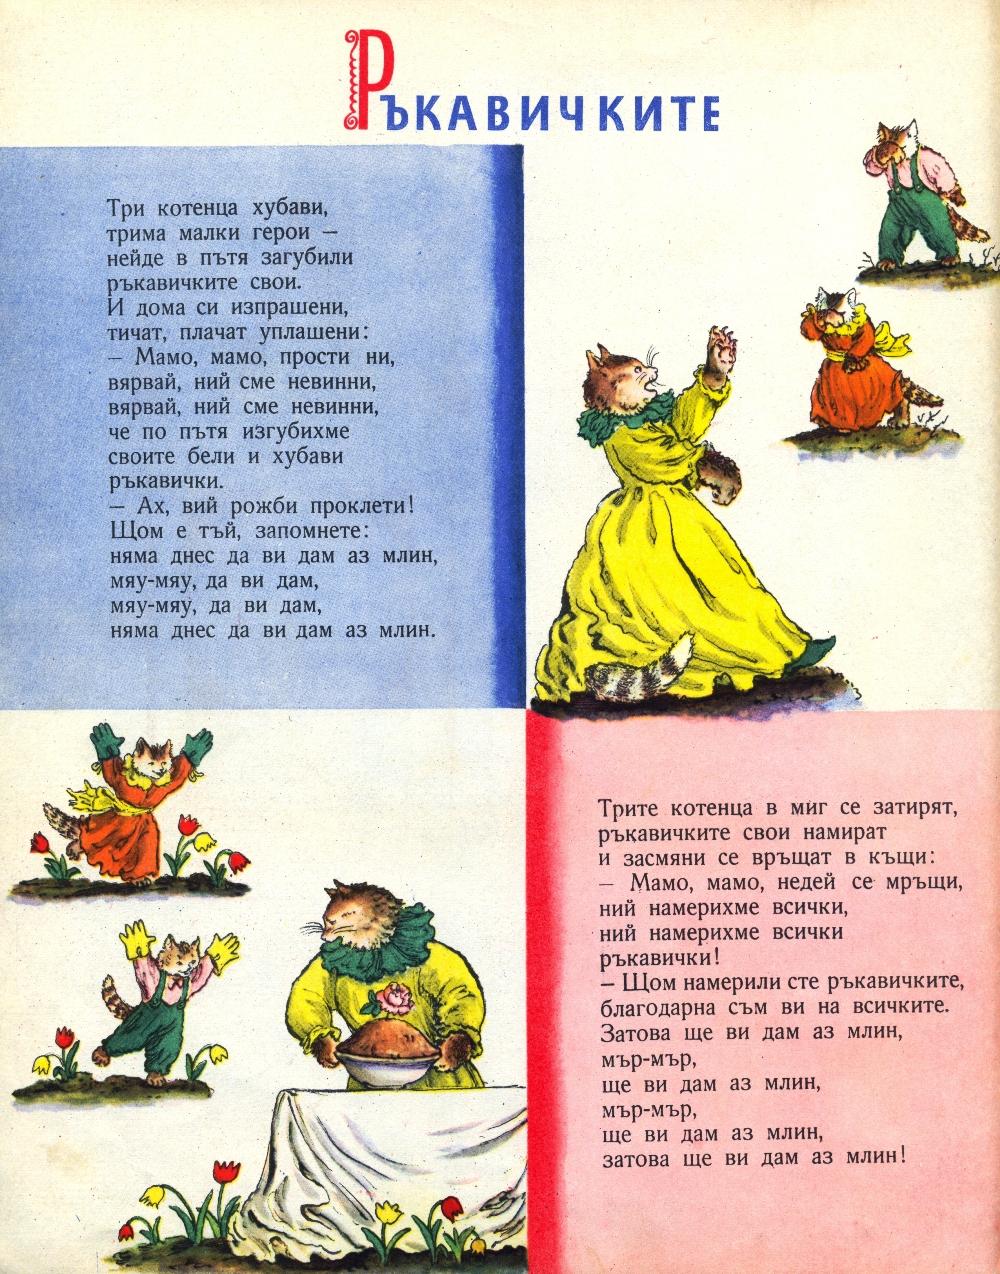 РЪКАВИЧКИТЕ
Три котенца хубави,
трима малки герои —
нейде в пътя загубили
ръкавичките свои.
И дома си изпрашени,
тичат, плачат уплашени:
— Мамо, мамо, прости ни,
вярвай, ний сме невинни,
вярвай, ний сме невинни,
че по пътя изгубихме
своите бели и хубави
ръкавички.
— Ах, вий рожби проклети!
Щом е тъй, запомнете:
няма днес да ви дам аз млин,
мяу-мяу, да ви дам,
мяу-мяу, да ви дам,
няма днес да ви дам аз млин.
Трите котенца в миг се затирят,
ръкавичките свои намират
и засмяни се връщат в къщи:
— Мамо, мамо, недей се мръщи,
ний намерихме всички,
ний намерихме всички
ръкавички!
— Щом намерили сте ръкавичките,
благодарна съм ви на всичките.
Затова ще ви дам аз млин,
мър-мър,
ще ви дам аз млин,
мър-мър,
ще ви дам аз млин,
затова ще ви дам аз млин!